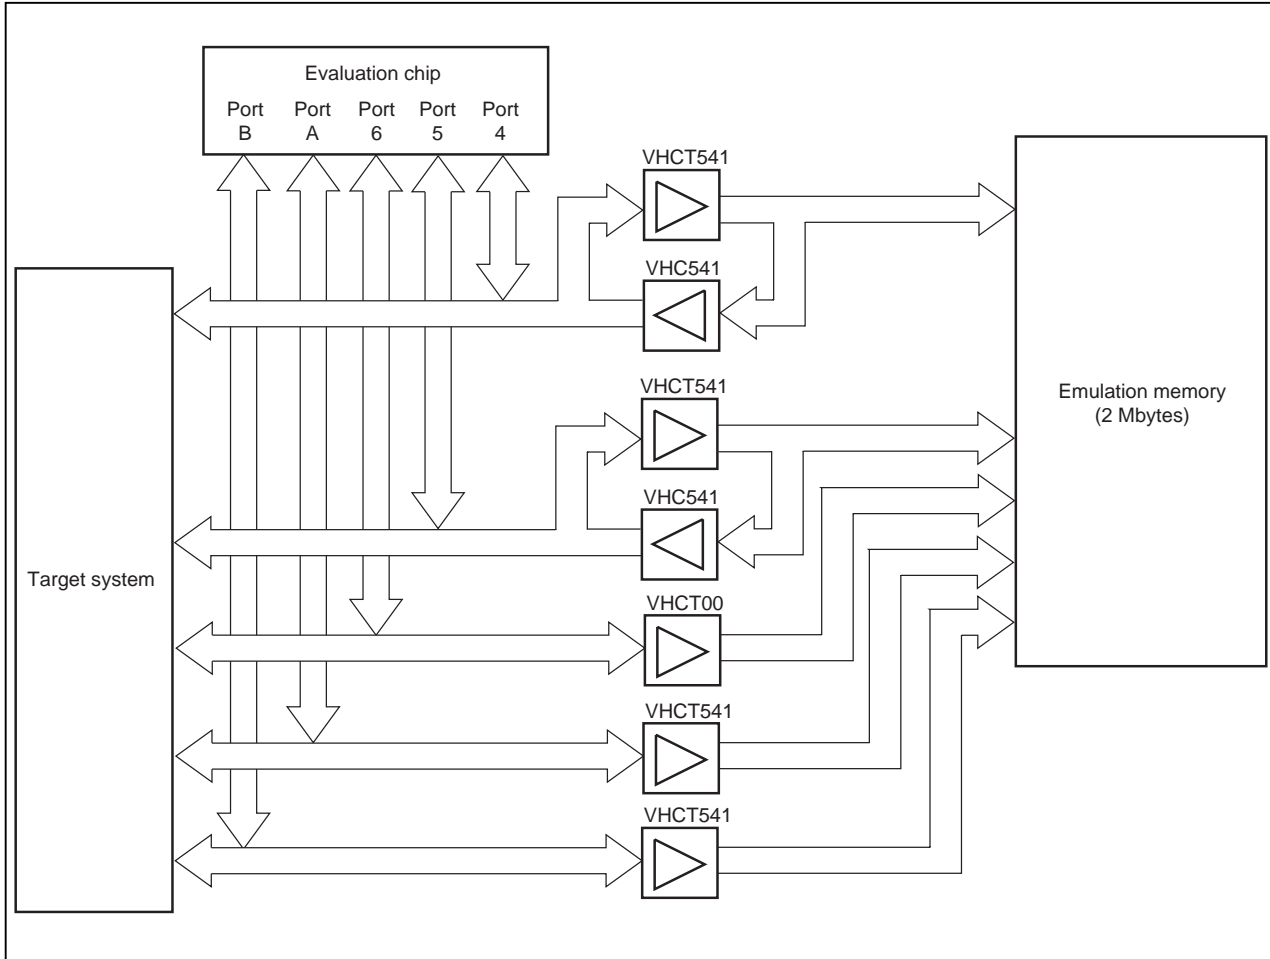 Evaluation chip
Port B
Port A
Port 6
Port 5
Port 4
VHCT541
VHC541
VHCT541
VHC541
Emulation memory
(2 Mbytes)
Target system
VHCT00
VHCT541
VHCT541